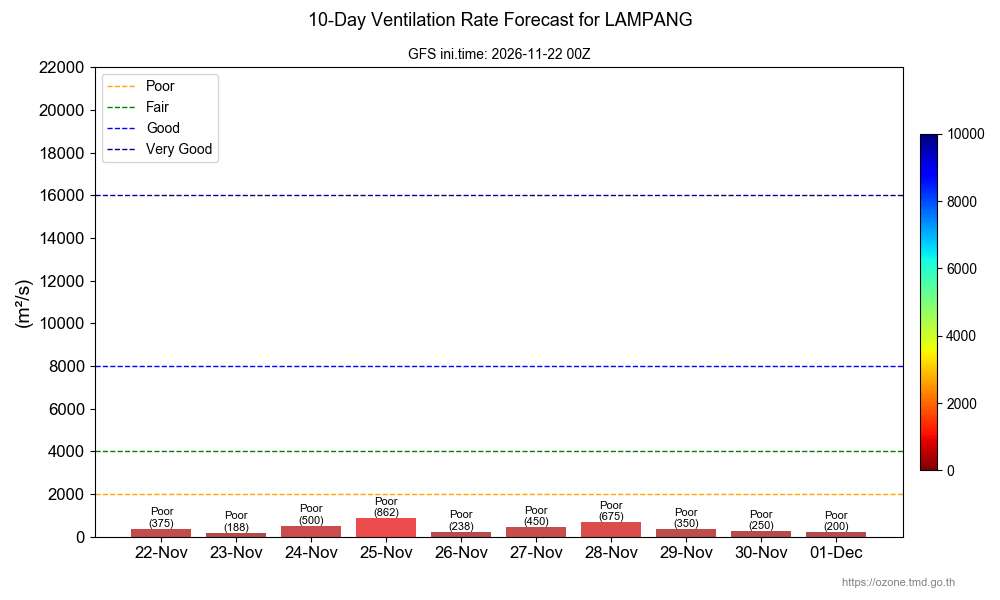 10-Day Ventilation Rate Forecast for LAMPANG
GFS ini.time: 2026-11-22 00Z
22000
20000
18000
16000
14000
12000
10000
8000
6000
4000
2000
0
(m²/s)
Poor
Fair
Good
Very Good
Poor
(375)
Poor
(188)
Poor
(500)
Poor
(862)
Poor
(238)
Poor
(450)
Poor
(675)
Poor
(350)
Poor
(250)
Poor
(200)
22-Nov
23-Nov
24-Nov
25-Nov
26-Nov
27-Nov
28-Nov
29-Nov
30-Nov
01-Dec
10000
8000
6000
4000
2000
0
https://ozone.tmd.go.th